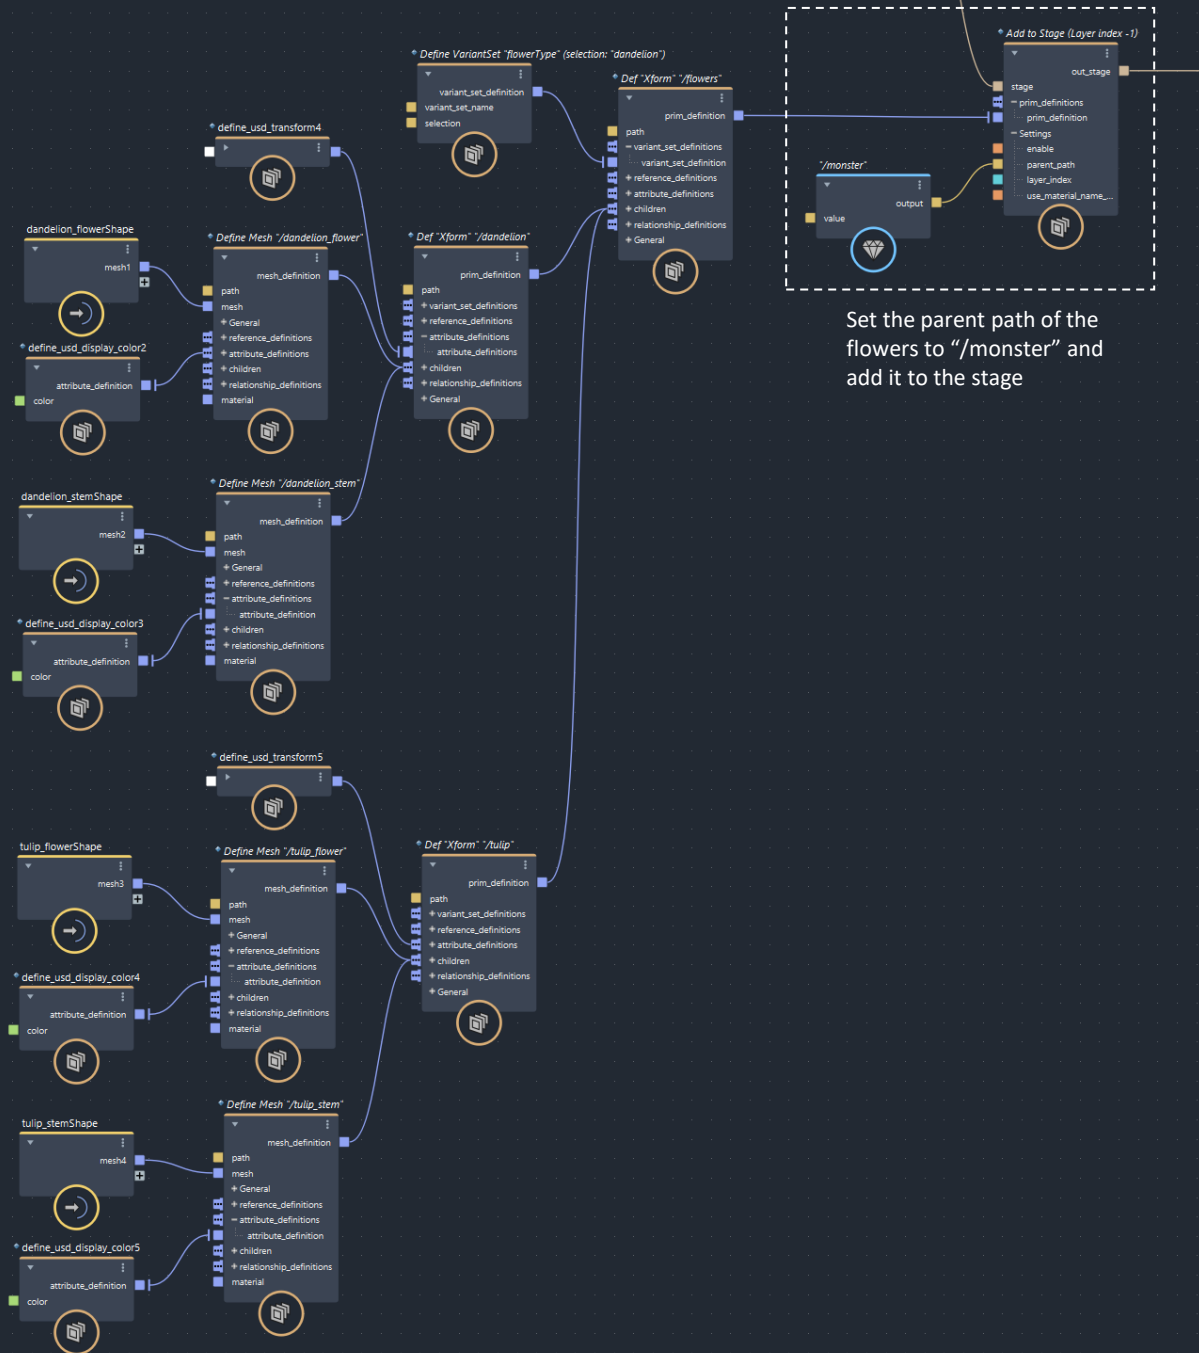 Define VariantSet "flowerType" (selection: "dandelion")
variant_set_definition
variant_set_name
selection
Def "Xform" "/flowers"
prim_definition
path
variant_set_definitions
variant_set_definition
reference_definitions
attribute_definitions
children
relationship_definitions
General
Add to Stage (Layer index -1)
out_stage
stage
prim_definitions
prim_definition
Settings
enable
parent_path
layer_index
use_material_name_...
"/monster"
output
value
Set the parent path of the
flowers to “/monster” and
add it to the stage
define_usd_transform4
dandelion_flowerShape
mesh1
define_usd_display_color2
attribute_definition
color
Define Mesh "/dandelion_flower"
mesh_definition
path
mesh
General
reference_definitions
attribute_definitions
children
relationship_definitions
material
Def "Xform" "/dandelion"
prim_definition
path
variant_set_definitions
reference_definitions
attribute_definitions
attribute_definitions
children
relationship_definitions
General
dandelion_stemShape
mesh2
define_usd_display_color3
attribute_definition
color
Define Mesh "/dandelion_stem"
mesh_definition
path
mesh
General
reference_definitions
attribute_definitions
attribute_definition
children
relationship_definitions
material
define_usd_transform5
tulip_flowerShape
mesh3
define_usd_display_color4
attribute_definition
color
Define Mesh "/tulip_flower"
mesh_definition
path
mesh
General
reference_definitions
attribute_definitions
attribute_definition
children
relationship_definitions
material
Def "Xform" "/tulip"
prim_definition
path
variant_set_definitions
reference_definitions
attribute_definitions
children
relationship_definitions
General
tulip_stemShape
mesh4
define_usd_display_color5
attribute_definition
color
Define Mesh "/tulip_stem"
mesh_definition
path
mesh
General
reference_definitions
attribute_definitions
attribute_definition
children
relationship_definitions
material